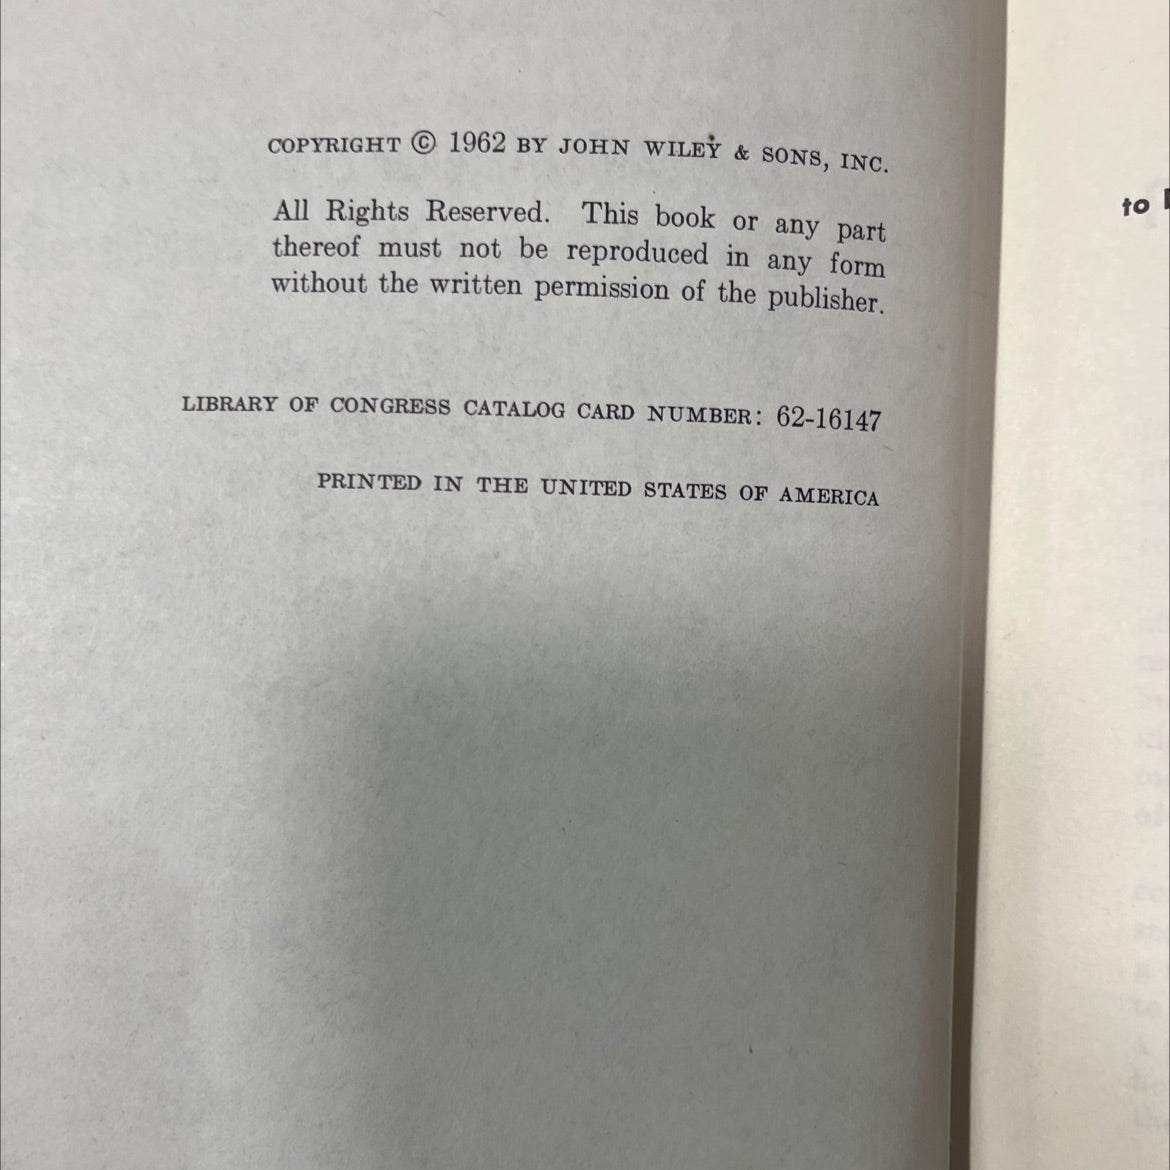 COPYRIGHT © 1962 BY JOHN WILEY & SONS, INC.
All Rights Reserved. This book or any part
thereof must not be reproduced in any form
without the written permission of the publisher.
LIBRARY OF CONGRESS CATALOG CARD NUMBER: 62-16147
PRINTED IN THE UNITED STATES OF AMERICA
to